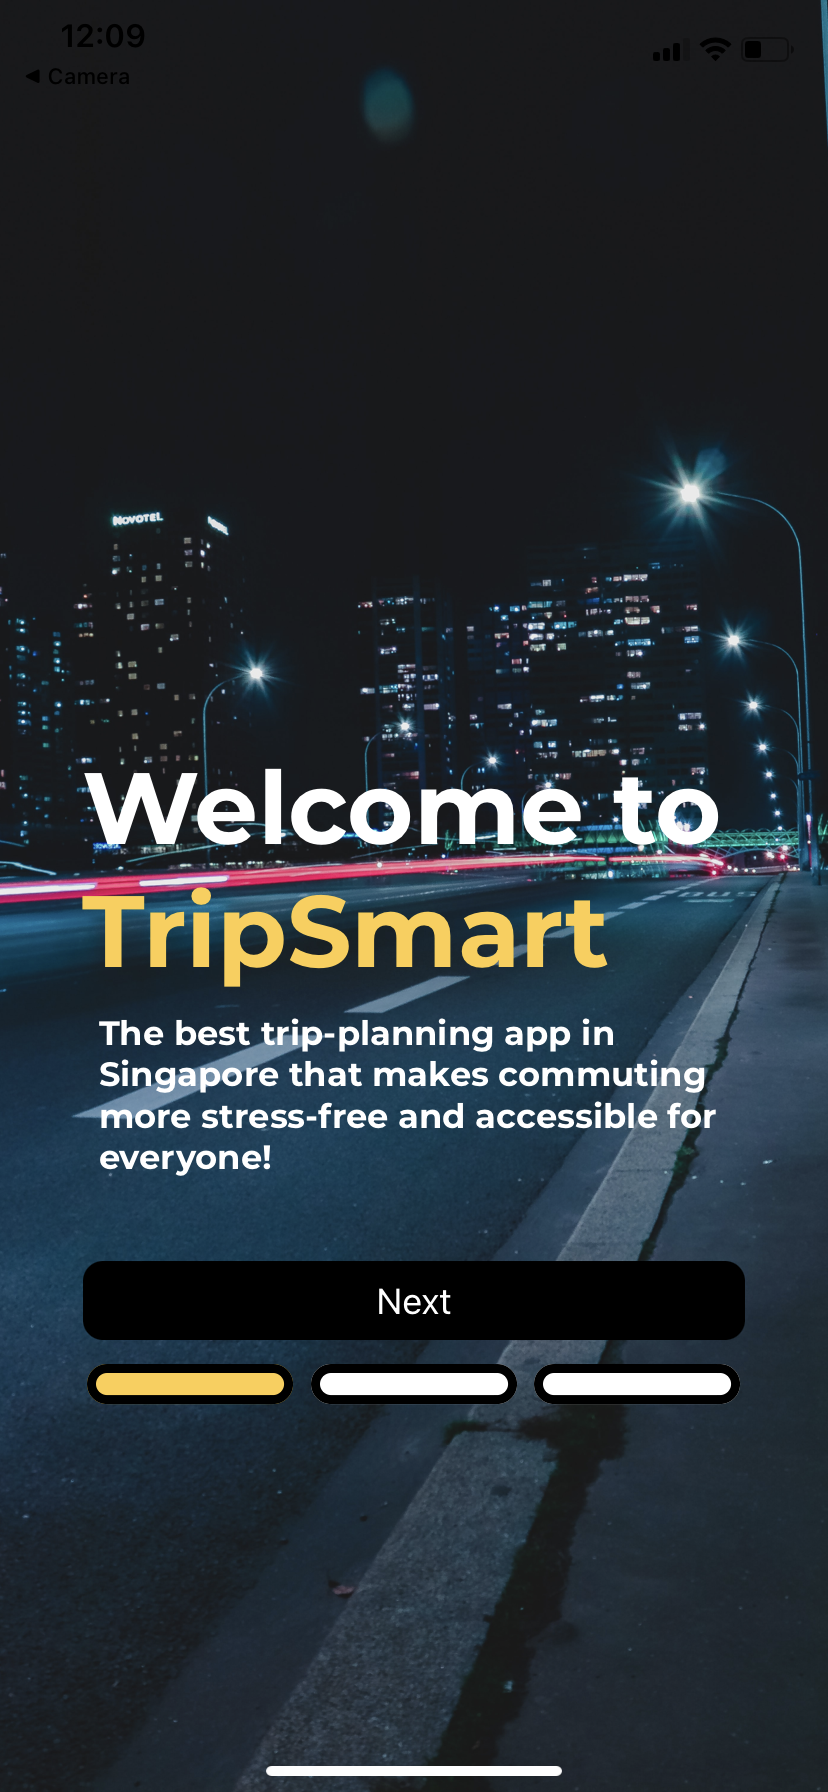 12:09
◀ Camera
NOVOTEL
Welcome to
TripSmart
The best trip-planning app in
Singapore that makes commuting
more stress-free and accessible for
everyone!
Next